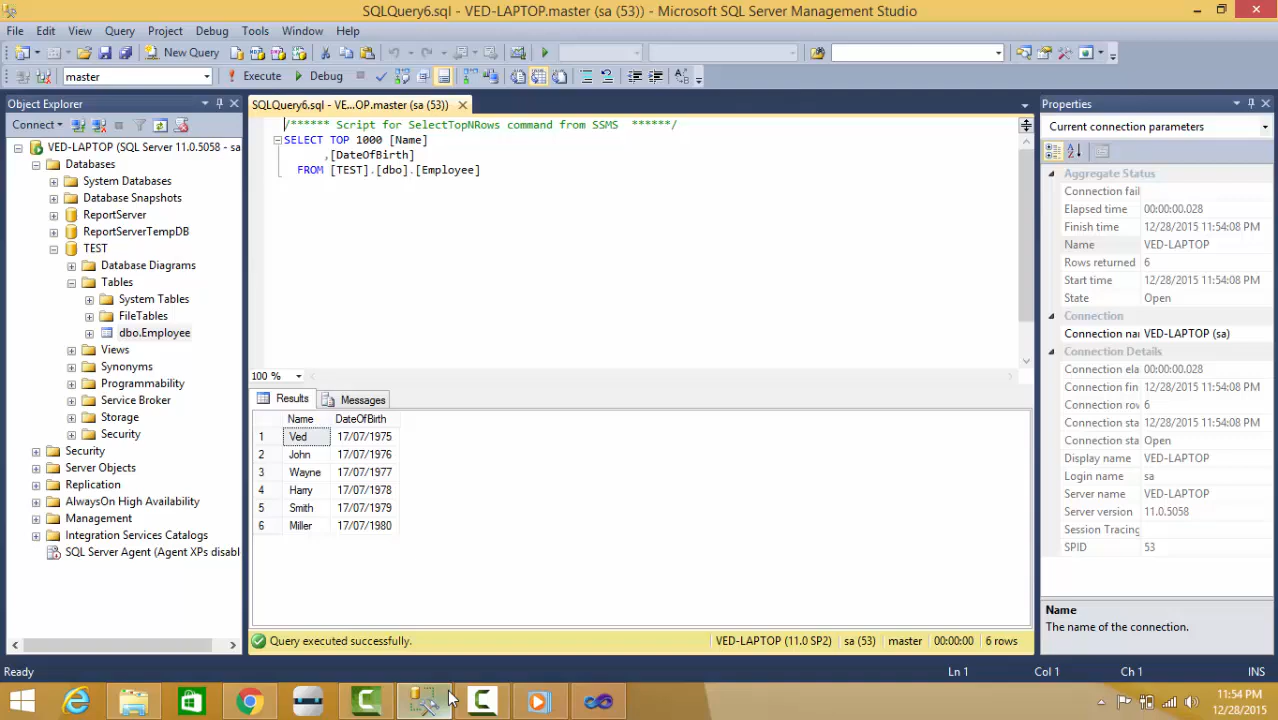 SQLQuery6.sql - VED-LAPTOP.master (sa (53)) - Microsoft SQL Server Management Studio
File Edit View Query Project Debug Tools Window Help
New Query
master Execute Debug
Object Explorer
Connect
VED-LAPTOP (SQL Server 11.0.5058 - sa
Databases
System Databases
Database Snapshots
ReportServer
ReportServerTempDB
TEST
Database Diagrams
Tables
System Tables
FileTables
dbo.Employee
Views
Synonyms
Programmability
Service Broker
Storage
Security
Security
Server Objects
Replication
AlwaysOn High Availability
Management
Integration Services Catalogs
SQL Server Agent (Agent XPs disabl
SQLQuery6.sql - VE...OP.master (sa (53))
/****** Script for SelectTopNRows command from SSMS ******/
SELECT TOP 1000 [Name]
,[DateOfBirth]
FROM [TEST].[dbo].[Employee]
100 %
Results Messages
Name DateOfBirth
1 Ved 17/07/1975
2 John 17/07/1976
3 Wayne 17/07/1977
4 Harry 17/07/1978
5 Smith 17/07/1979
6 Miller 17/07/1980
Query executed successfully. VED-LAPTOP (11.0 SP2) sa (53) master 00:00:00 6 rows
Properties
Current connection parameters
Aggregate Status
Connection fail
Elapsed time 00:00:00.028
Finish time 12/28/2015 11:54:08 PM
Name VED-LAPTOP
Rows returned 6
Start time 12/28/2015 11:54:08 PM
State Open
Connection
Connection nar VED-LAPTOP (sa)
Connection Details
Connection ela 00:00:00.028
Connection fin 12/28/2015 11:54:08 PM
Connection rov 6
Connection sta 12/28/2015 11:54:08 PM
Connection sta Open
Display name VED-LAPTOP
Login name sa
Server name VED-LAPTOP
Server version 11.0.5058
Session Tracing
SPID 53
Name
The name of the connection.
Ready Ln 1 Col 1 Ch 1 INS
11:54 PM
12/28/2015